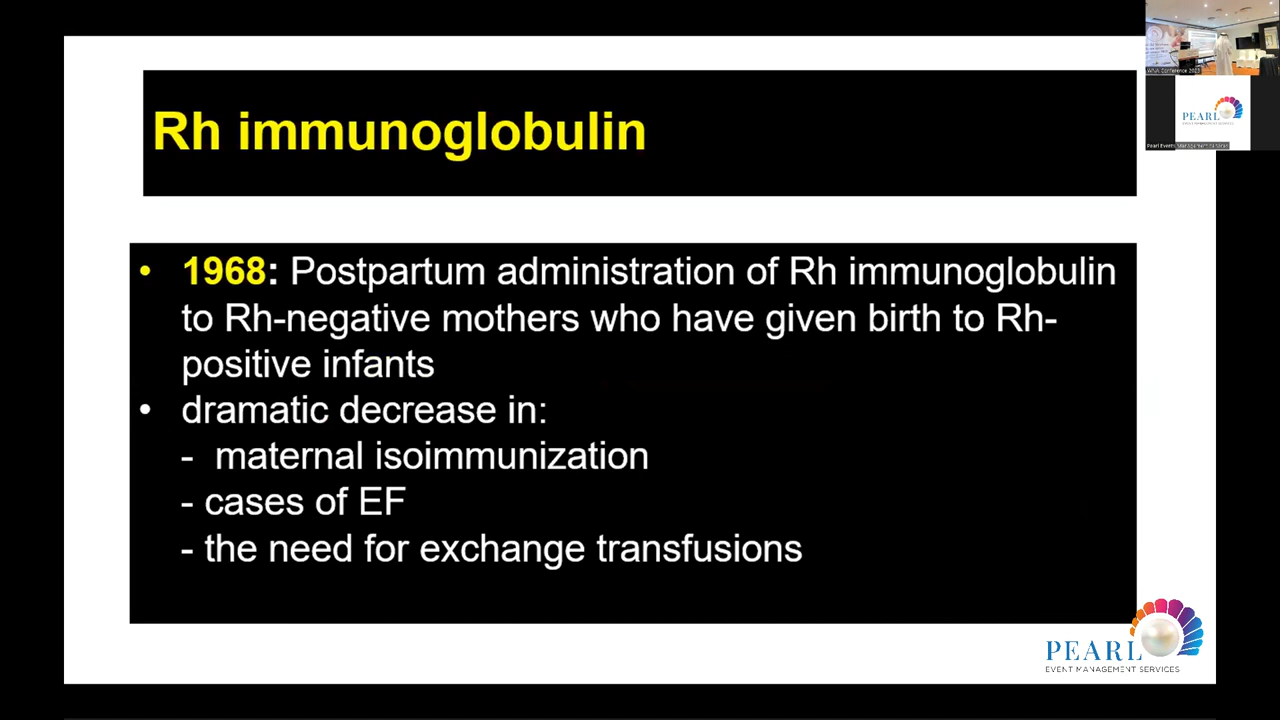 Rh immunoglobulin
• 1968: Postpartum administration of Rh immunoglobulin
to Rh-negative mothers who have given birth to Rh-
positive infants
• dramatic decrease in:
- maternal isoimmunization
- cases of EF
- the need for exchange transfusions
PEARL
EVENT MANAGEMENT SERVICES
PEARL